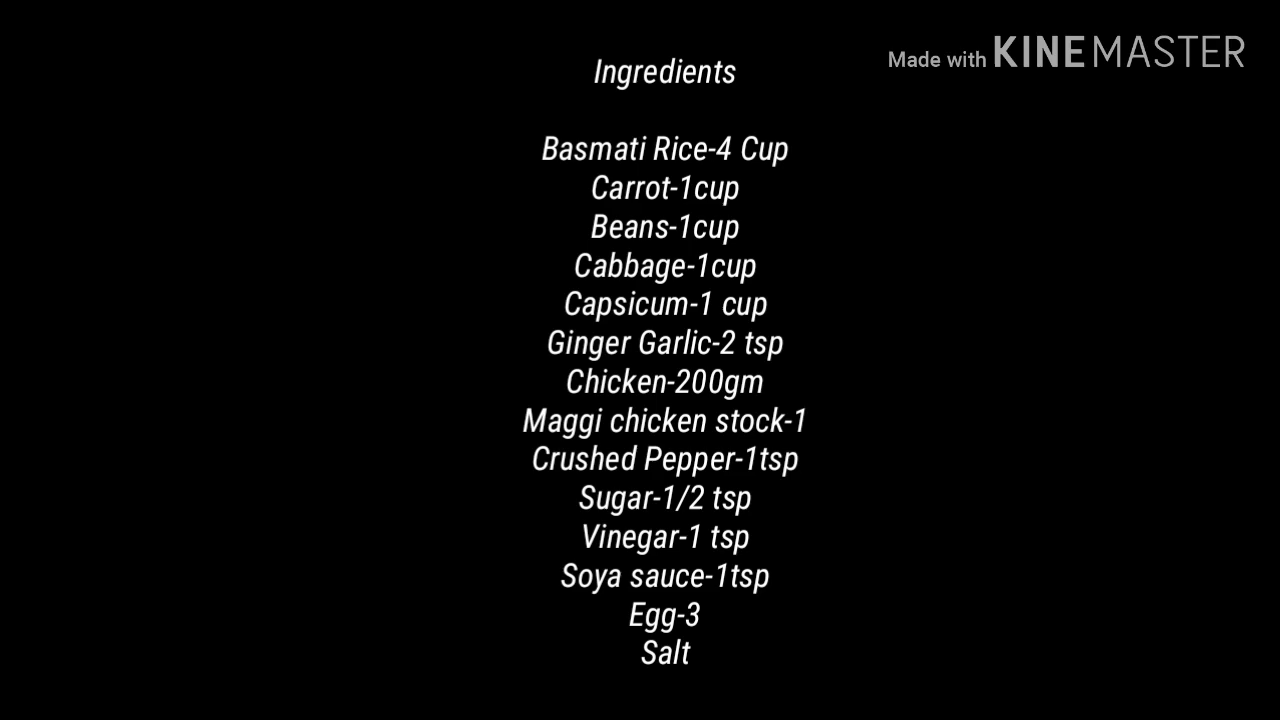 Made with KINEMASTER
Ingredients
Basmati Rice-4 Cup
Carrot-1cup
Beans-1cup
Cabbage-1cup
Capsicum-1 cup
Ginger Garlic-2 tsp
Chicken-200gm
Maggi chicken stock-1
Crushed Pepper-1tsp
Sugar-1/2 tsp
Vinegar-1 tsp
Soya sauce-1tsp
Egg-3
Salt